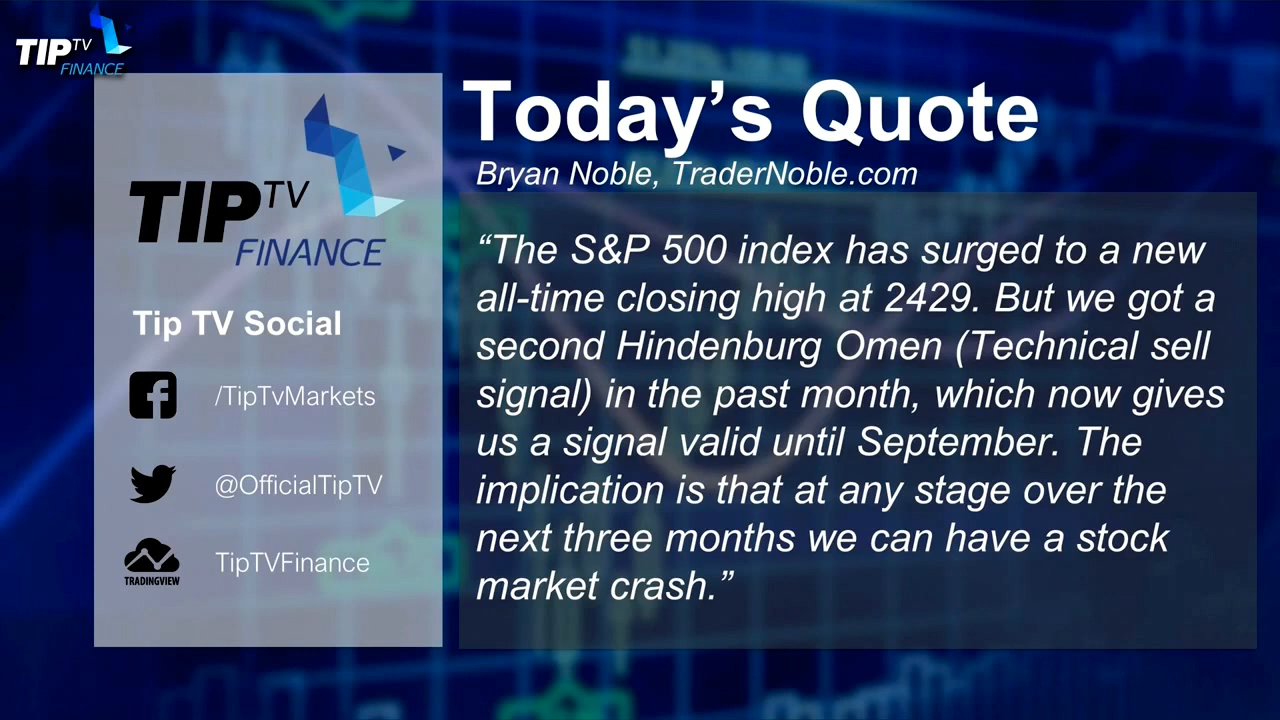 TIP TV
FINANCE
TIP TV
FINANCE
Tip TV Social
/TipTvMarkets
@OfficialTipTV
TRADINGVIEW
TipTVFinance
Today’s Quote
Bryan Noble, TraderNoble.com
“The S&P 500 index has surged to a new
all-time closing high at 2429. But we got a
second Hindenburg Omen (Technical sell
signal) in the past month, which now gives
us a signal valid until September. The
implication is that at any stage over the
next three months we can have a stock
market crash.”